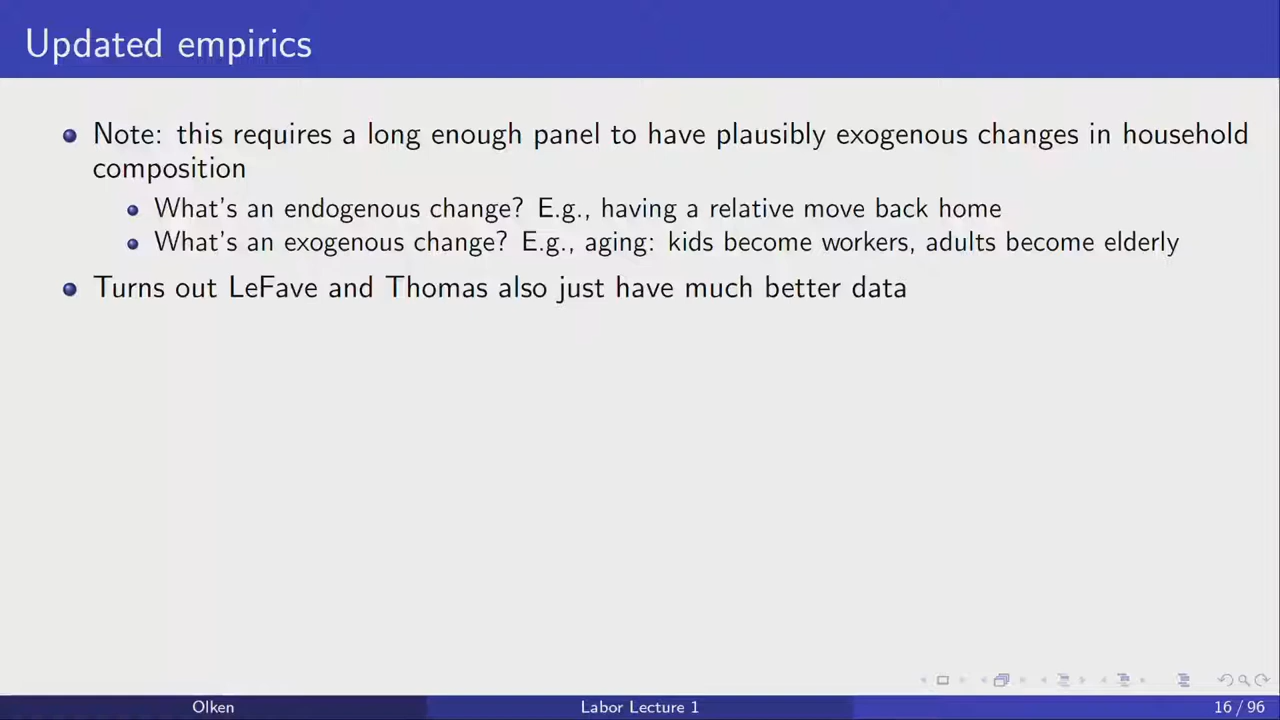 Updated empirics
Note: this requires a long enough panel to have plausibly exogenous changes in household
composition
What's an endogenous change? E.g., having a relative move back home
What's an exogenous change? E.g., aging: kids become workers, adults become elderly
Turns out LeFave and Thomas also just have much better data
Olken
Labor Lecture 1
16 / 96